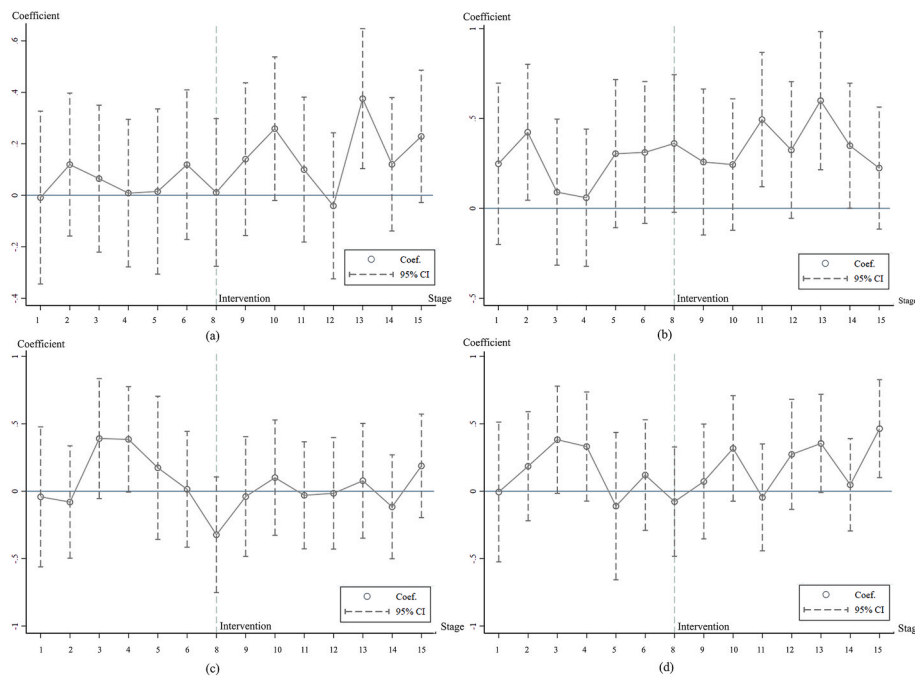 Coefficient
.6
.4
.2
0
-.2
-.4
Coef.
95% CI
Intervention
Stage
1 2 3 4 5 6 8 9 10 11 12 13 14 15
(a)
Coefficient
1
.5
0
-.5
Coef.
95% CI
Intervention
Stage
1 2 3 4 5 6 8 9 10 11 12 13 14 15
(b)
Coefficient
1
.5
0
-.5
-1
Coef.
95% CI
Intervention
Stage
1 2 3 4 5 6 8 9 10 11 12 13 14 15
(c)
Coefficient
1
.5
0
-.5
-1
Coef.
95% CI
Intervention
Stage
1 2 3 4 5 6 8 9 10 11 12 13 14 15
(d)